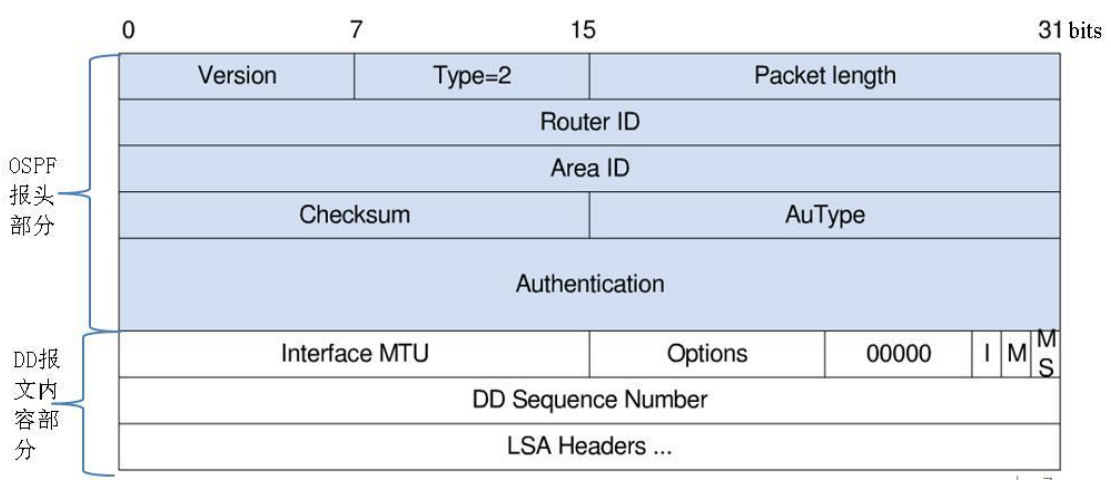 0 7 15 31 bits
Version Type=2 Packet length
Router ID
Area ID
Checksum AuType
Authentication
OSPF
报头
部分
Interface MTU Options 00000 I M M
S
DD Sequence Number
LSA Headers ...
DD报
文内
容部
分